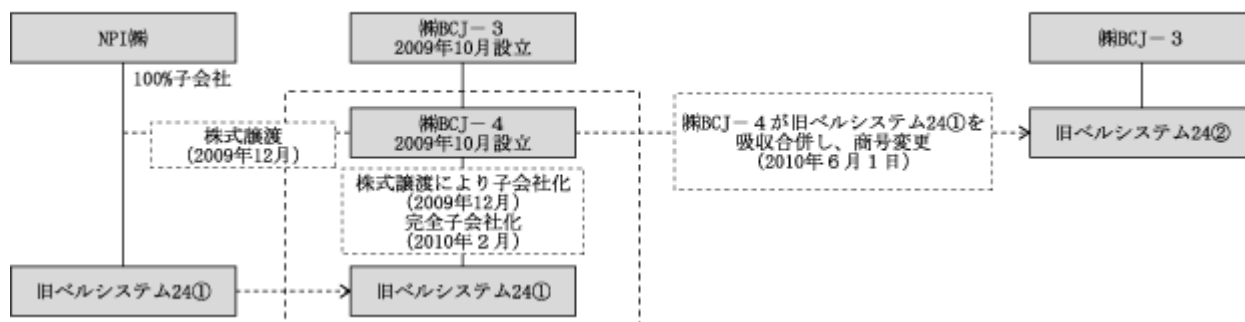 NPI㈱
100%子会社
株式譲渡
(2009年12月)
㈱BCJ－３
2009年10月設立
㈱BCJ－４
2009年10月設立
株式譲渡により子会社化
(2009年12月)
完全子会社化
(2010年２月)
旧ベルシステム24①
旧ベルシステム24①
㈱BCJ－４が旧ベルシステム24①を
吸収合併し、商号変更
(2010年６月１日)
㈱BCJ－３
旧ベルシステム24②